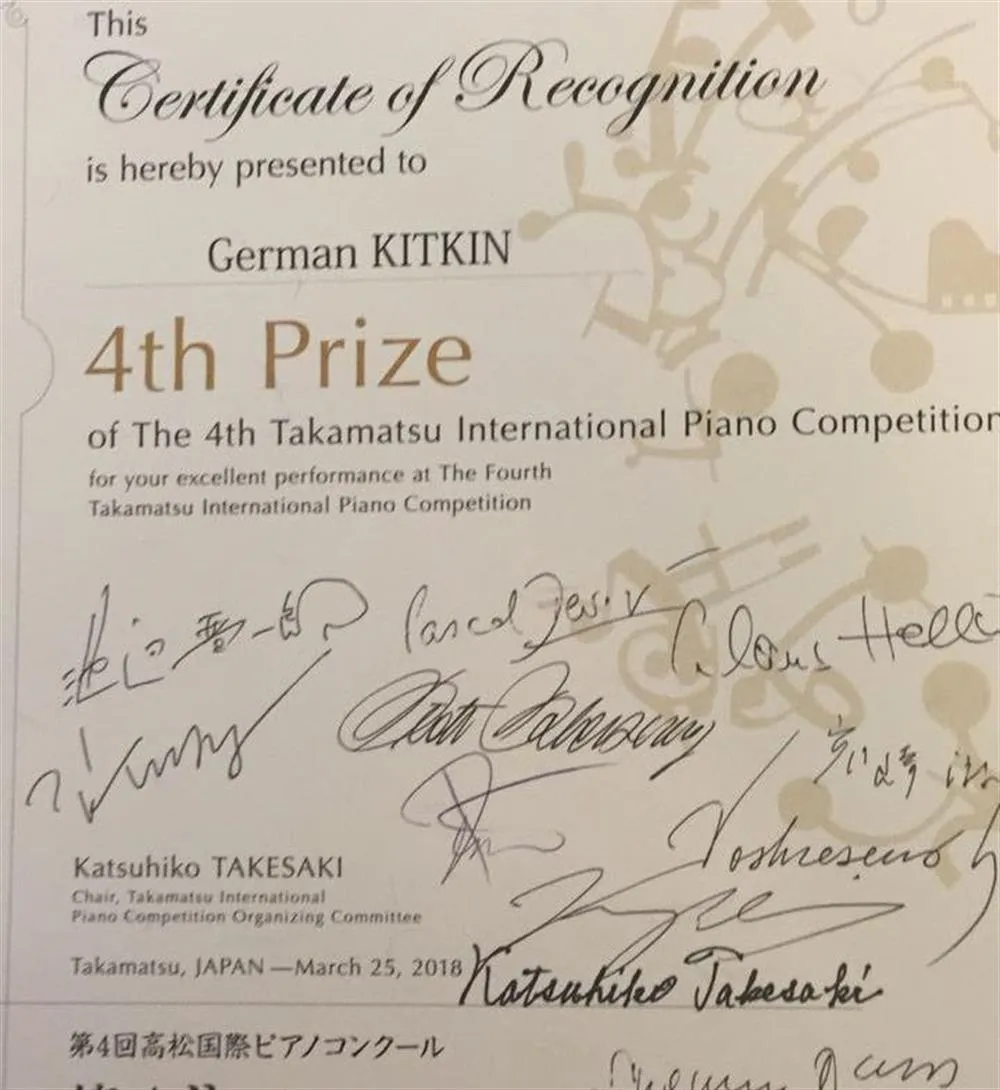 This
Certificate of Recognition
is hereby presented to
German KITKIN
4th Prize
of The 4th Takamatsu International Piano Competition
for your excellent performance at The Fourth
Takamatsu International Piano Competition
Pascal
Claus
Katsuhiko TAKESAKI
Chair, Takamatsu International
Piano Competition Organizing Committee
Takamatsu, JAPAN—March 25, 2018
Katsuhiko Takesaki
第4回高松国際ピアノコンクール